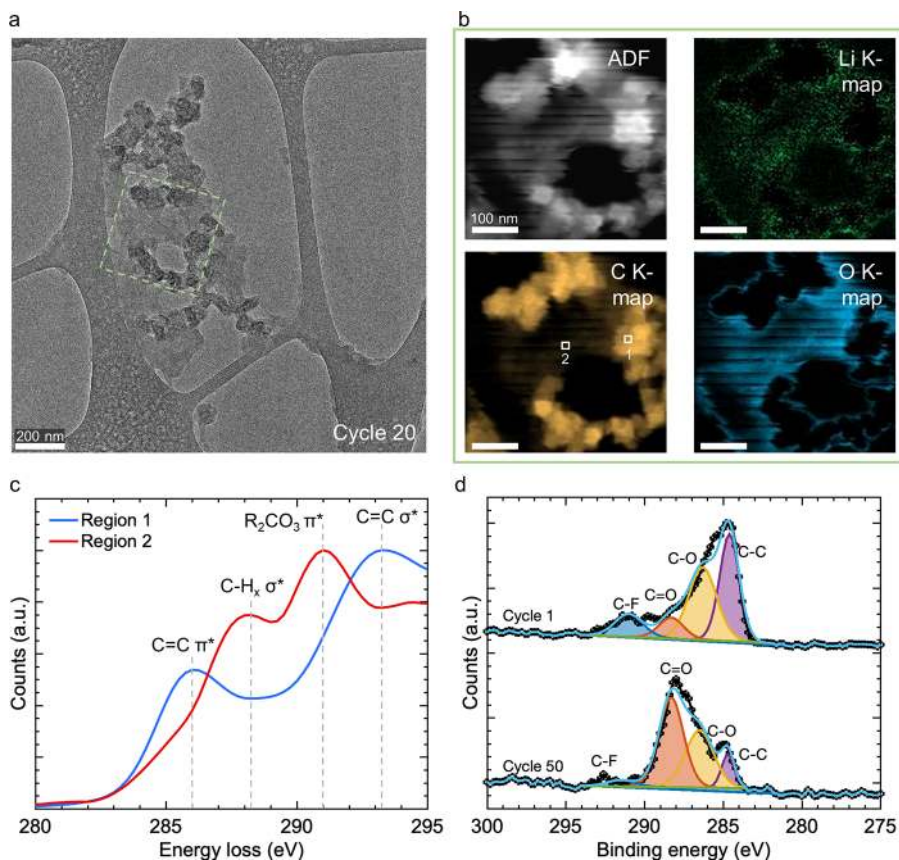 a
200 nm
Cycle 20
b
ADF
100 nm
Li K-
map
C K-
map
2
1
O K-
map
c
Region 1
Region 2
R₂CO₃ π*
C=C σ*
C-Hₓ σ*
C=C π*
Counts (a.u.)
280
285
290
295
Energy loss (eV)
d
C-C
C-O
C=O
C-F
Cycle 1
C=O
C-O
C-C
C-F
Cycle 50
Counts (a.u.)
300
295
290
285
280
275
Binding energy (eV)